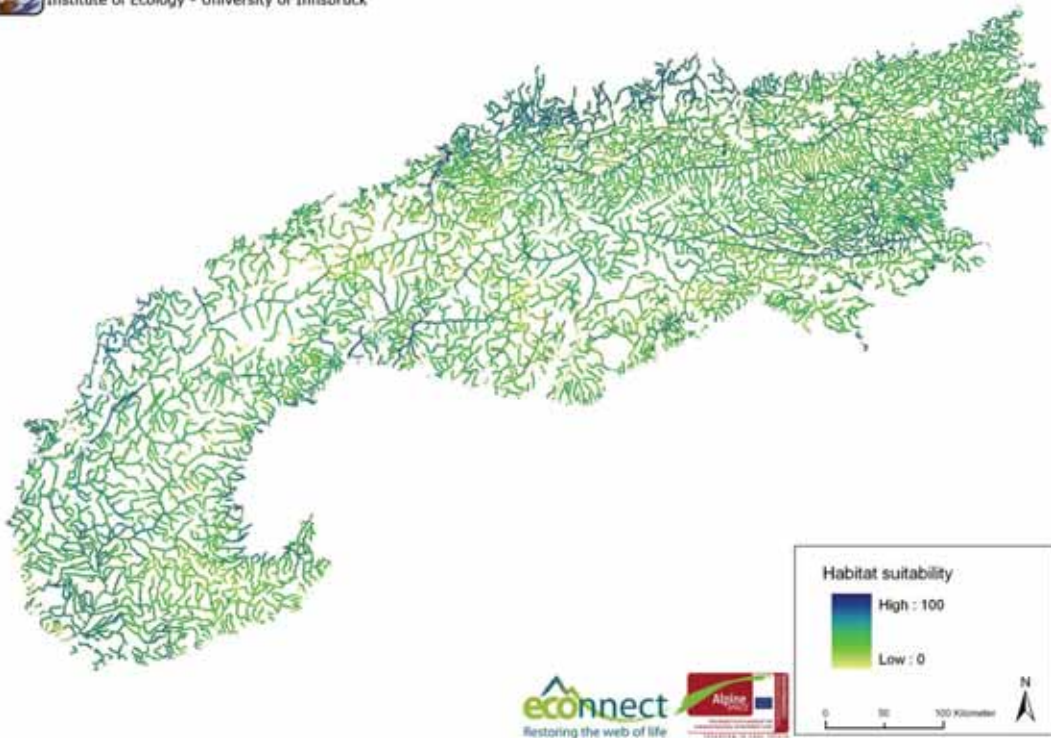 Institute of Ecology - University of Innsbruck
Habitat suitability
High : 100
Low : 0
N
0 50 100 Kilometer
econnect
Restoring the web of life
Alpine